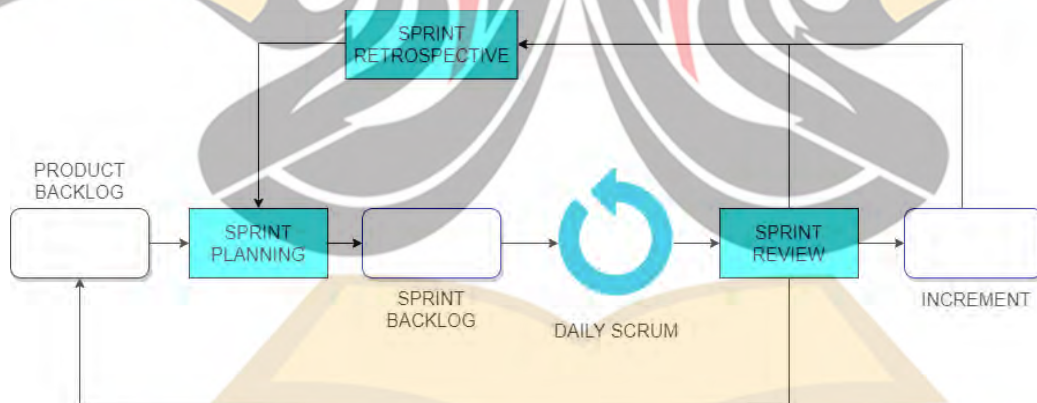 SPRINT
RETROSPECTIVE
PRODUCT
BACKLOG
SPRINT
PLANNING
SPRINT
BACKLOG
DAILY SCRUM
SPRINT
REVIEW
INCREMENT